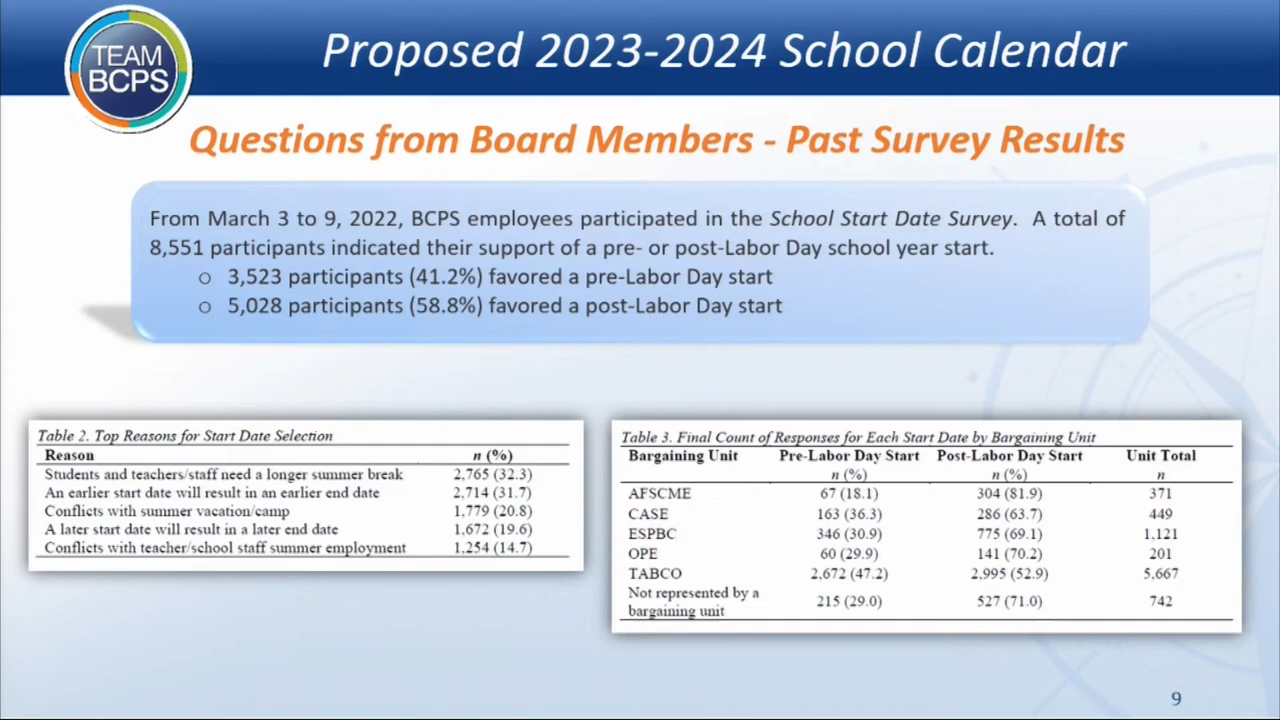 TEAM
BCPS
Proposed 2023-2024 School Calendar
Questions from Board Members - Past Survey Results
From March 3 to 9, 2022, BCPS employees participated in the School Start Date Survey. A total of
8,551 participants indicated their support of a pre- or post-Labor Day school year start.
o 3,523 participants (41.2%) favored a pre-Labor Day start
o 5,028 participants (58.8%) favored a post-Labor Day start
Table 2. Top Reasons for Start Date Selection
Reason n (%)
Students and teachers/staff need a longer summer break 2,765 (32.3)
An earlier start date will result in an earlier end date 2,714 (31.7)
Conflicts with summer vacation/camp 1,779 (20.8)
A later start date will result in a later end date 1,672 (19.6)
Conflicts with teacher/school staff summer employment 1,254 (14.7)
Table 3. Final Count of Responses for Each Start Date by Bargaining Unit
Bargaining Unit Pre-Labor Day Start Post-Labor Day Start Unit Total
n (%) n (%) n
AFSCME 67 (18.1) 304 (81.9) 371
CASE 163 (36.3) 286 (63.7) 449
ESPBC 346 (30.9) 775 (69.1) 1,121
OPE 60 (29.9) 141 (70.2) 201
TABCO 2,672 (47.2) 2,995 (52.9) 5,667
Not represented by a
bargaining unit 215 (29.0) 527 (71.0) 742
9